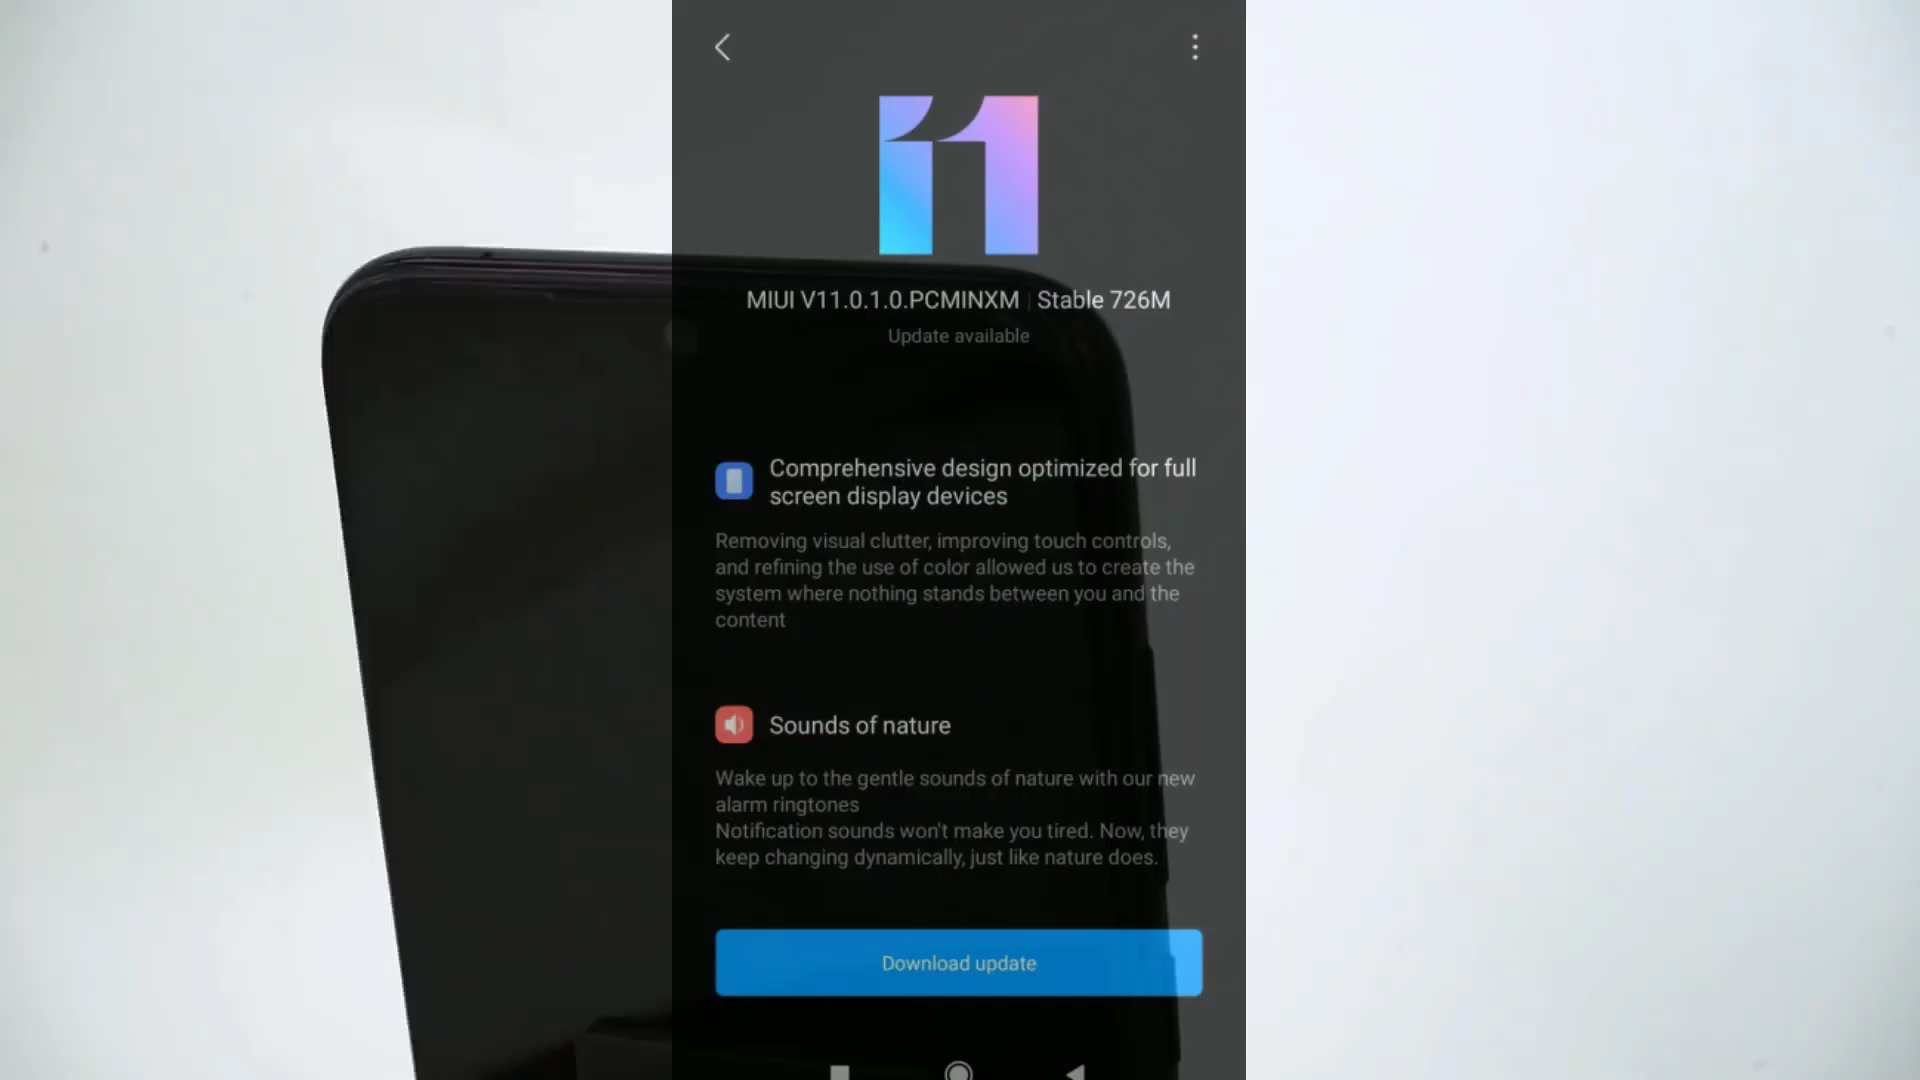 11
MIUI V11.0.1.0.PCMINXM | Stable 726M
Update available
Comprehensive design optimized for full
screen display devices
Removing visual clutter, improving touch controls,
and refining the use of color allowed us to create the
system where nothing stands between you and the
content
Sounds of nature
Wake up to the gentle sounds of nature with our new
alarm ringtones
Notification sounds won't make you tired. Now, they
keep changing dynamically, just like nature does.
Download update